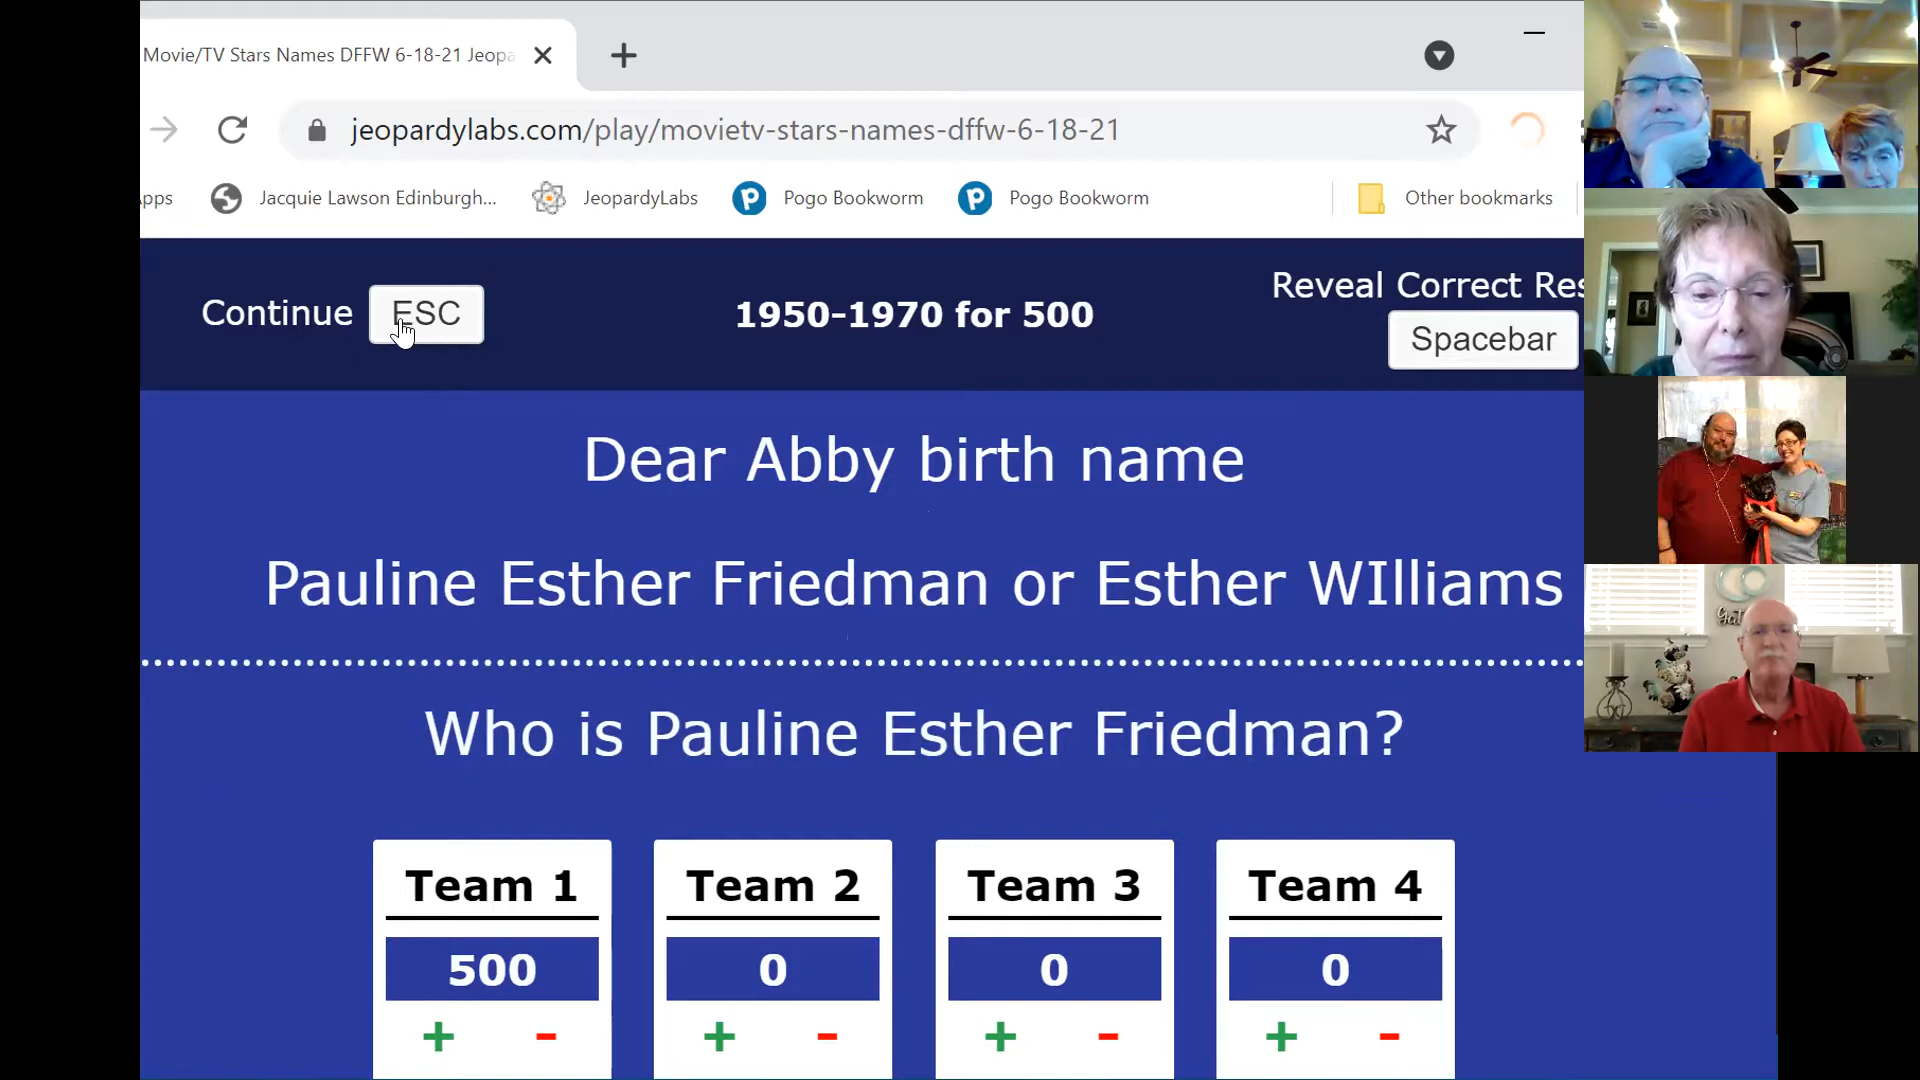 Movie/TV Stars Names DFFW 6-18-21 Jeopa
jeopardylabs.com/play/movietv-stars-names-dffw-6-18-21
pps Jacquie Lawson Edinburgh... JeopardyLabs Pogo Bookworm Pogo Bookworm Other bookmarks
Continue ESC 1950-1970 for 500 Reveal Correct Res
Spacebar
Dear Abby birth name
Pauline Esther Friedman or Esther WIlliams
Who is Pauline Esther Friedman?
Team 1 Team 2 Team 3 Team 4
500 0 0 0
+ - + - + - + -